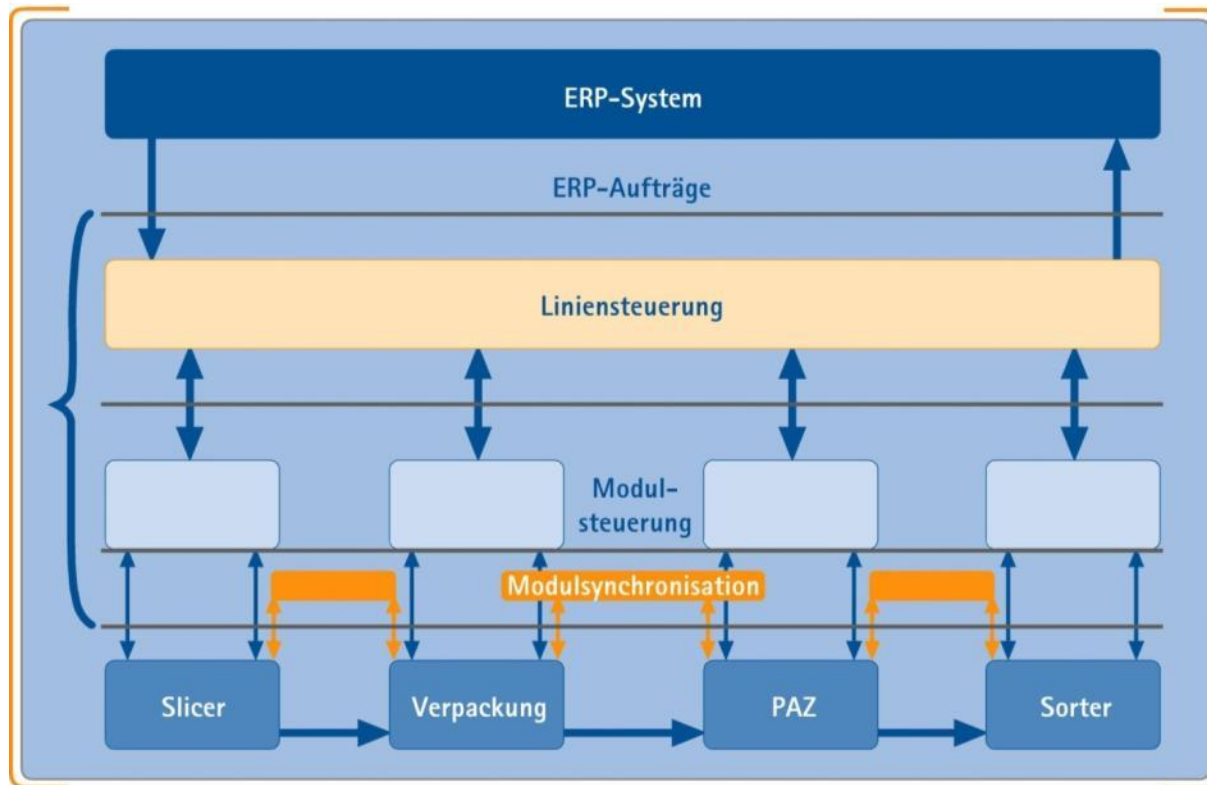 ERP-System
ERP-Aufträge
Liniensteuerung
Modul-
steuerung
Modulsynchronisation
Slicer
Verpackung
PAZ
Sorter